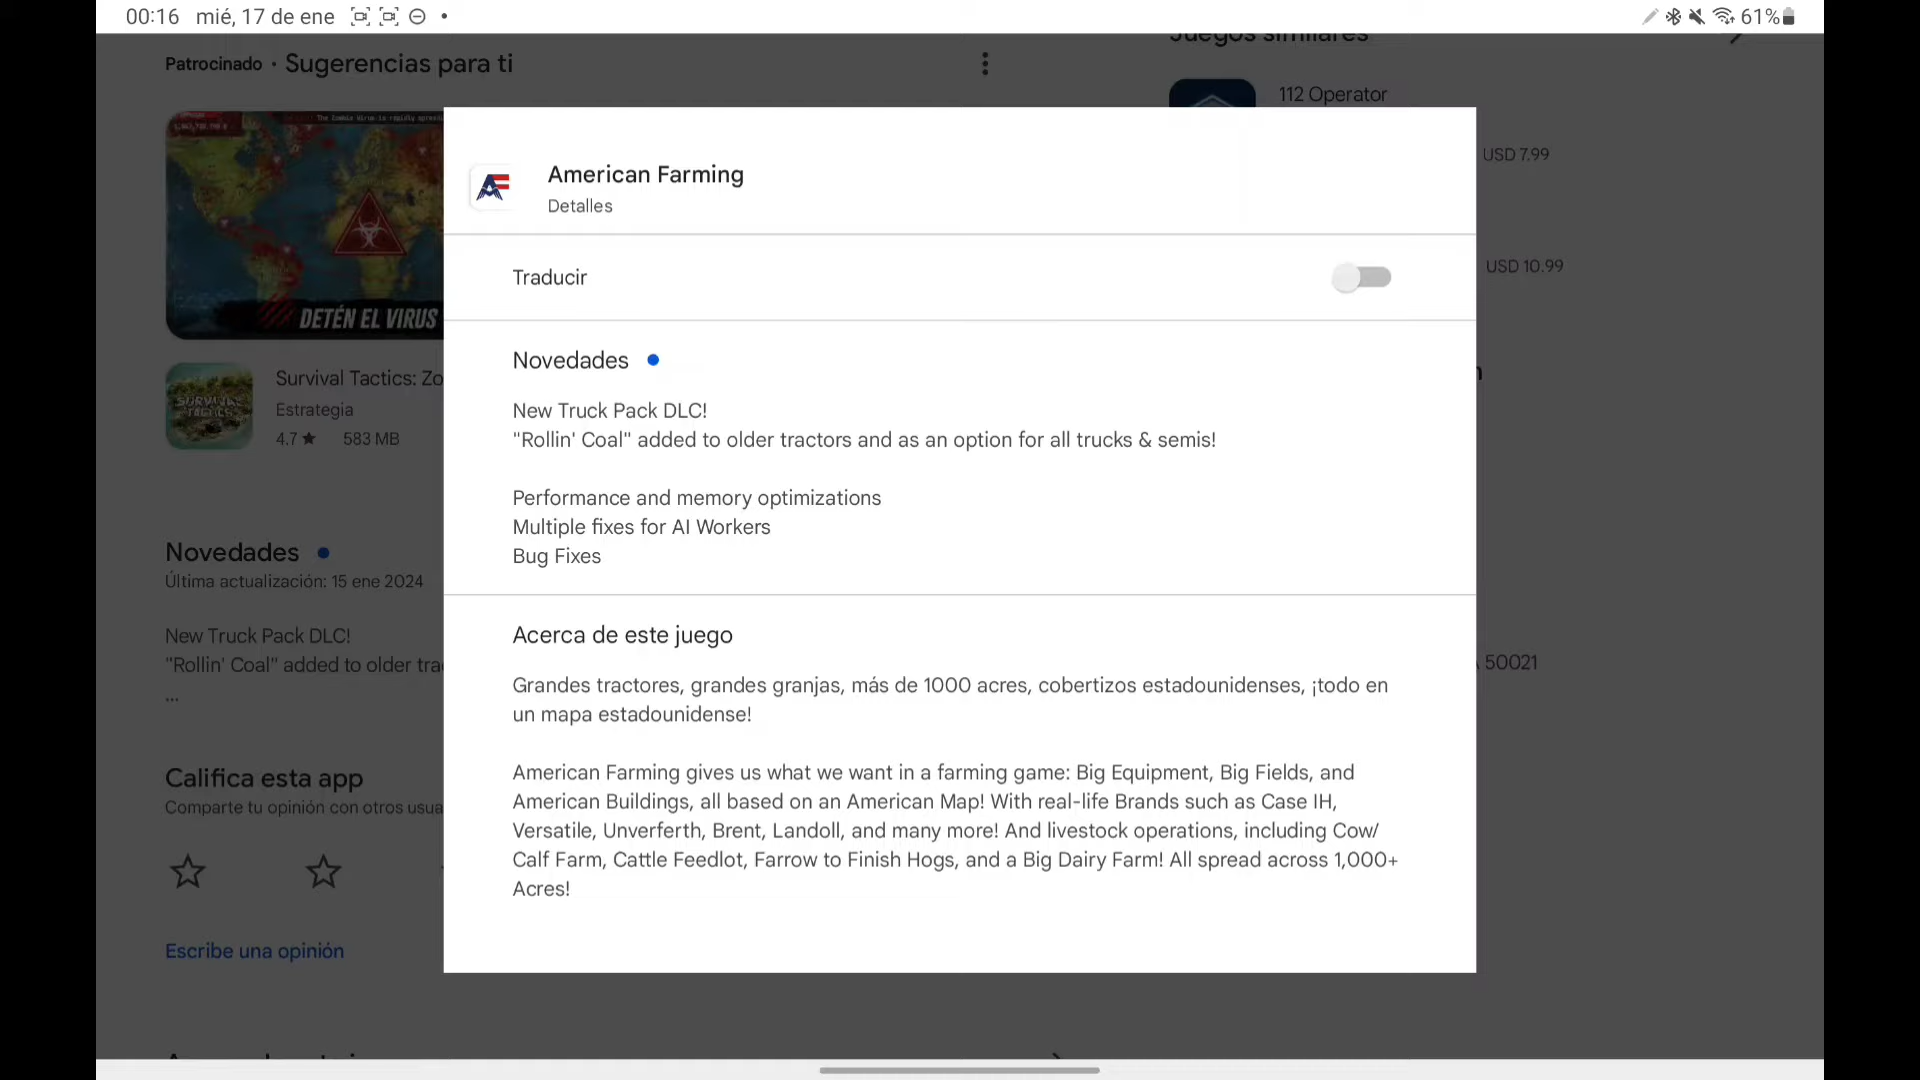 00:16 mié, 17 de ene
61%
Patrocinado • Sugerencias para ti
The Zombie Virus is rapidly
DETÉN EL VIRUS
SURVIVAL
TACTICS
Survival Tactics: Zo
Estrategia
4.7★ 583 MB
Novedades
Última actualización: 15 ene 2024
New Truck Pack DLC!
"Rollin' Coal" added to older tra
...
Califica esta app
Comparte tu opinión con otros usua
Escribe una opinión
American Farming
Detalles
Traducir
Novedades
New Truck Pack DLC!
"Rollin' Coal" added to older tractors and as an option for all trucks & semis!
Performance and memory optimizations
Multiple fixes for AI Workers
Bug Fixes
Acerca de este juego
Grandes tractores, grandes granjas, más de 1000 acres, cobertizos estadounidenses, ¡todo en
un mapa estadounidense!
American Farming gives us what we want in a farming game: Big Equipment, Big Fields, and
American Buildings, all based on an American Map! With real-life Brands such as Case IH,
Versatile, Unverferth, Brent, Landoll, and many more! And livestock operations, including Cow/
Calf Farm, Cattle Feedlot, Farrow to Finish Hogs, and a Big Dairy Farm! All spread across 1,000+
Acres!
Juegos similares
112 Operator
USD 7.99
USD 10.99
50021